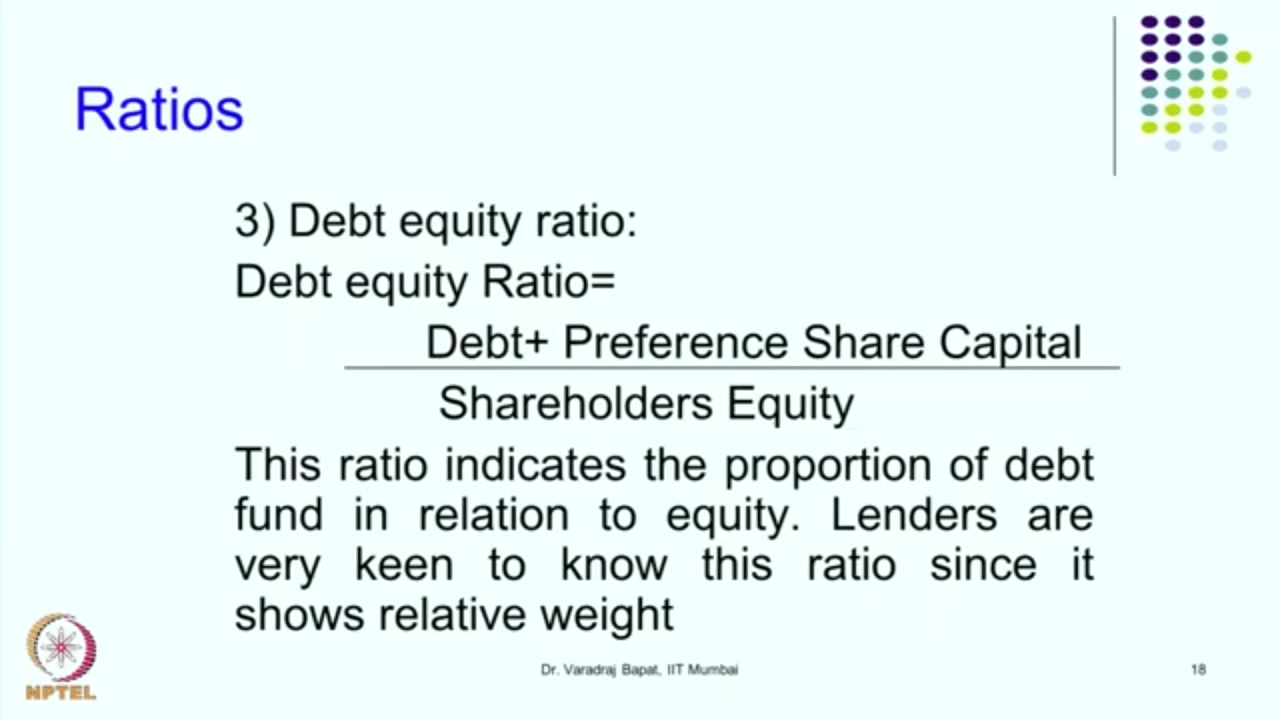 Ratios
3) Debt equity ratio:
Debt equity Ratio=
Debt+ Preference Share Capital
Shareholders Equity
This ratio indicates the proportion of debt
fund in relation to equity. Lenders are
very keen to know this ratio since it
shows relative weight
NPTEL
Dr. Varadraj Bapat, IIT Mumbai
18